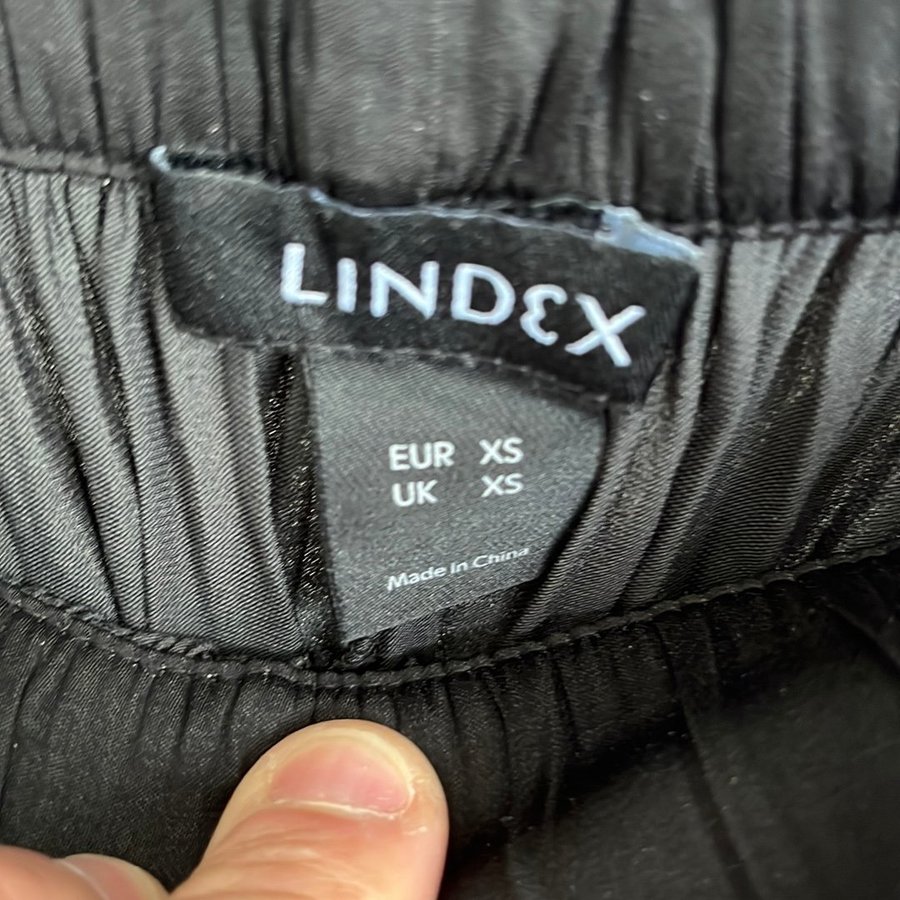 LINDEX
EUR XS
UK XS
Made in China